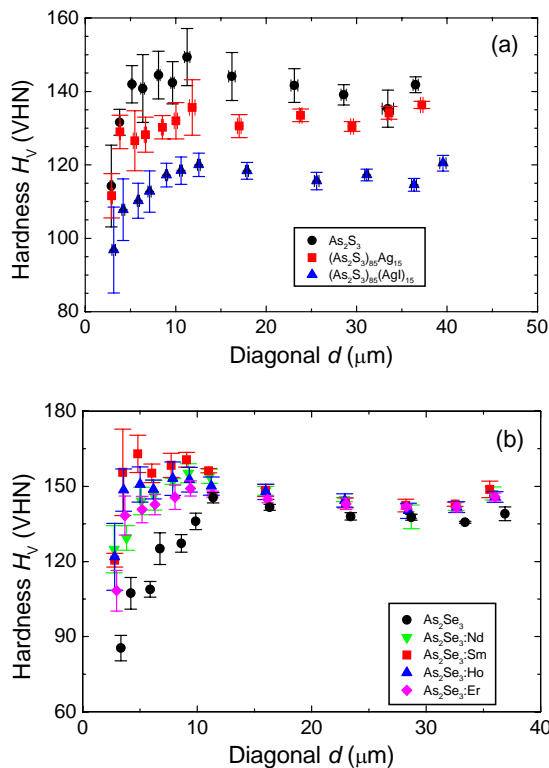 (a)
160
140
120
100
80
Hardness H_V (VHN)
As₂S₃
(As₂S₃)₈₅Ag₁₅
(As₂S₃)₈₅(AgI)₁₅
0 10 20 30 40 50
Diagonal d (μm)
(b)
180
150
120
90
60
Hardness H_V (VHN)
As₂Se₃
As₂Se₃:Nd
As₂Se₃:Sm
As₂Se₃:Ho
As₂Se₃:Er
0 10 20 30 40
Diagonal d (μm)